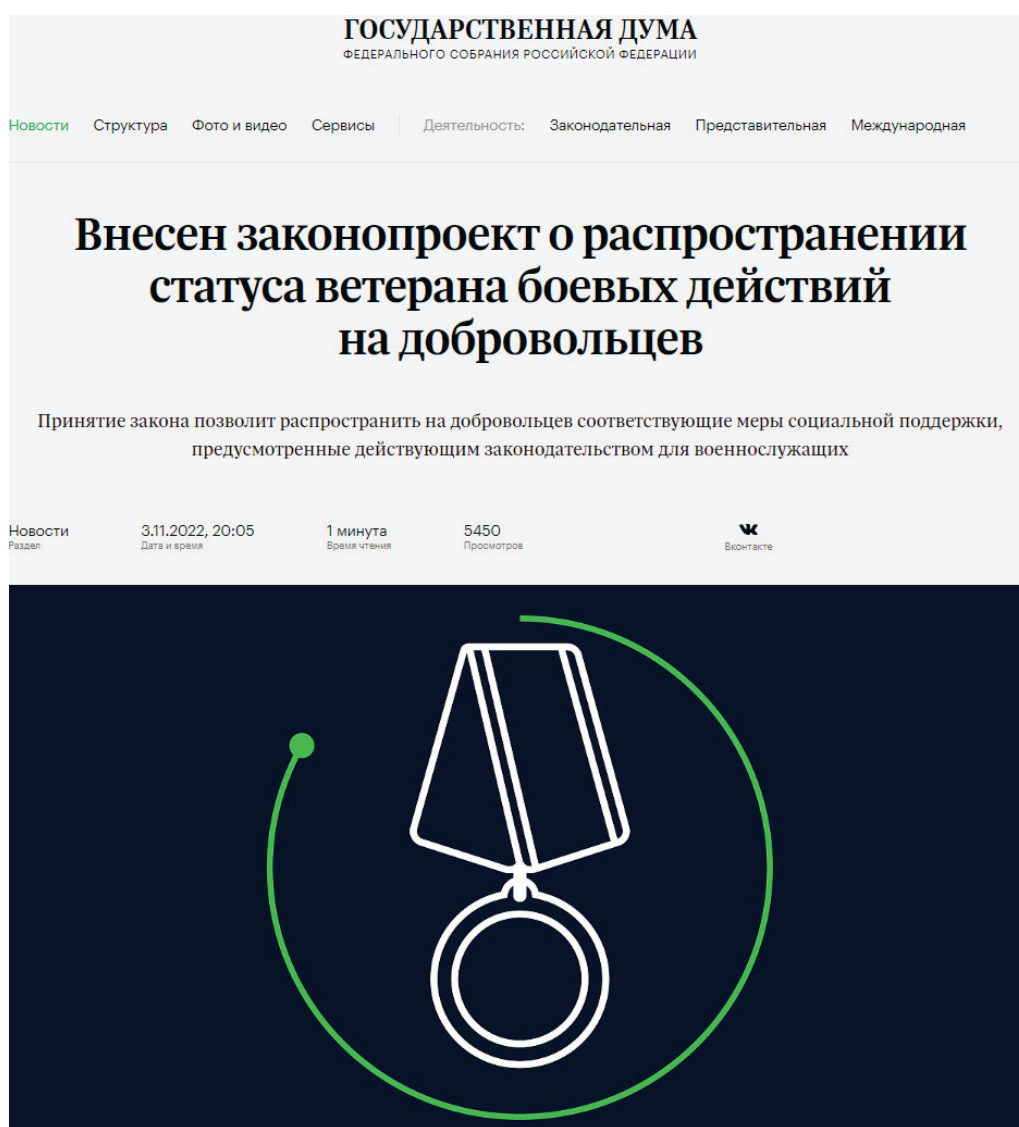 ГОСУДАРСТВЕННАЯ ДУМА
ФЕДЕРАЛЬНОГО СОБРАНИЯ РОССИЙСКОЙ ФЕДЕРАЦИИ
Новости Структура Фото и видео Сервисы Деятельность: Законодательная Представительная Международная
Внесен законопроект о распространении
статуса ветерана боевых действий
на добровольцев
Принятие закона позволит распространить на добровольцев соответствующие меры социальной поддержки,
предусмотренные действующим законодательством для военнослужащих
Новости 3.11.2022, 20:05 1 минута 5450
Раздел Дата и время Время чтения Просмотров Вконтакте